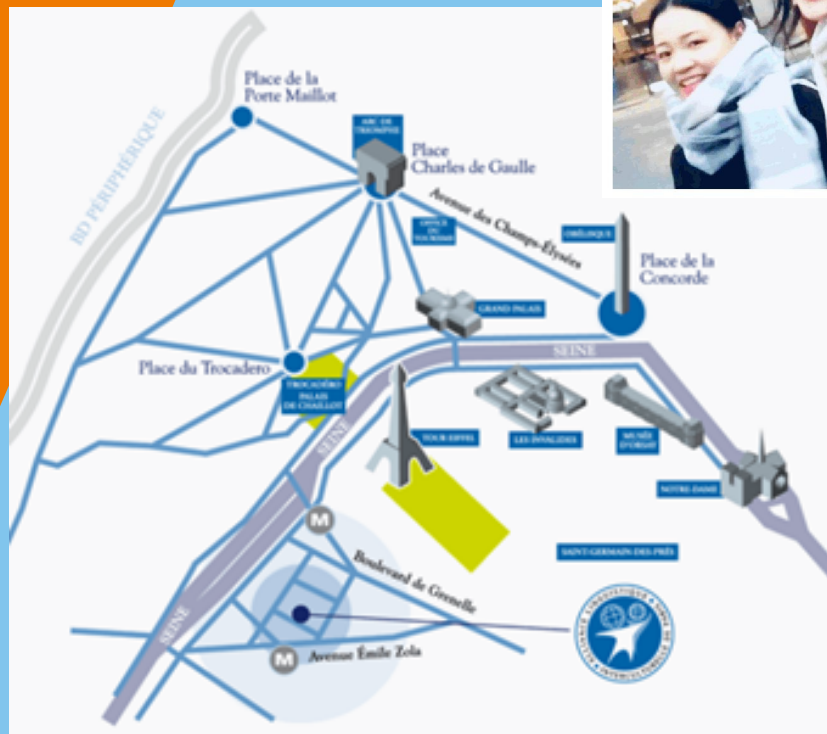 Place de la
Porte Maillot
BD PÉRIPHÉRIQUE
ARC DE
TRIOMPHE
Place
Charles de Gaulle
Avenue des Champs-Élysées
OFFICE
DU
TOURISME
OBÉLISQUE
Place de la
Concorde
GRAND PALAIS
SEINE
Place du Trocadero
TROCADÉRO
PALAIS
DE CHAILLOT
SEINE
TOUR EIFFEL
LES INVALIDES
MUSÉE
D'ORSAY
NOTRE-DAME
M
SAINT-GERMAIN-DES-PRÉS
Boulevard de Grenelle
SEINE
M
Avenue Émile Zola